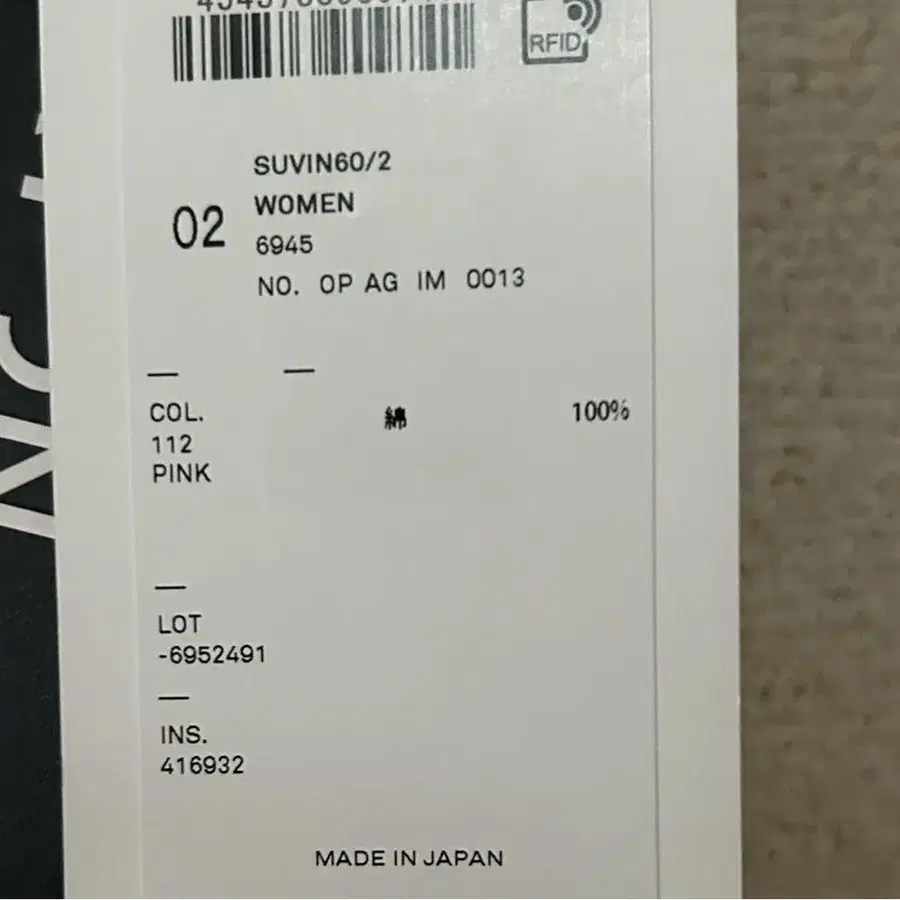 RFID
SUVIN60/2
02
WOMEN
6945
NO. OP AG IM 0013
COL.
112
PINK
綿 100%
LOT
-6952491
INS.
416932
MADE IN JAPAN